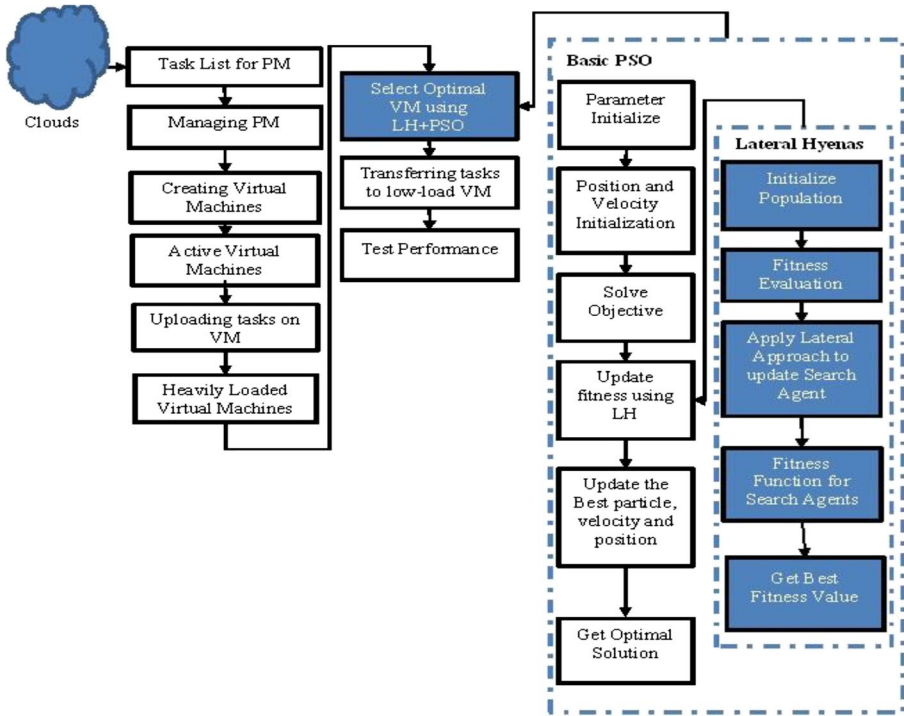 Clouds
Task List for PM
Managing PM
Creating Virtual
Machines
Active Virtual
Machines
Uploading tasks on
VM
Heavily Loaded
Virtual Machines
Select Optimal
VM using
LH+PSO
Transferring tasks
to low-load VM
Test Performance
Basic PSO
Parameter
Initialize
Position and
Velocity
Initialization
Solve
Objective
Update
fitness using
LH
Update the
Best particle,
velocity and
position
Get Optimal
Solution
Lateral Hyenas
Initialize
Population
Fitness
Evaluation
Apply Lateral
Approach to
update Search
Agent
Fitness
Function for
Search Agents
Get Best
Fitness Value